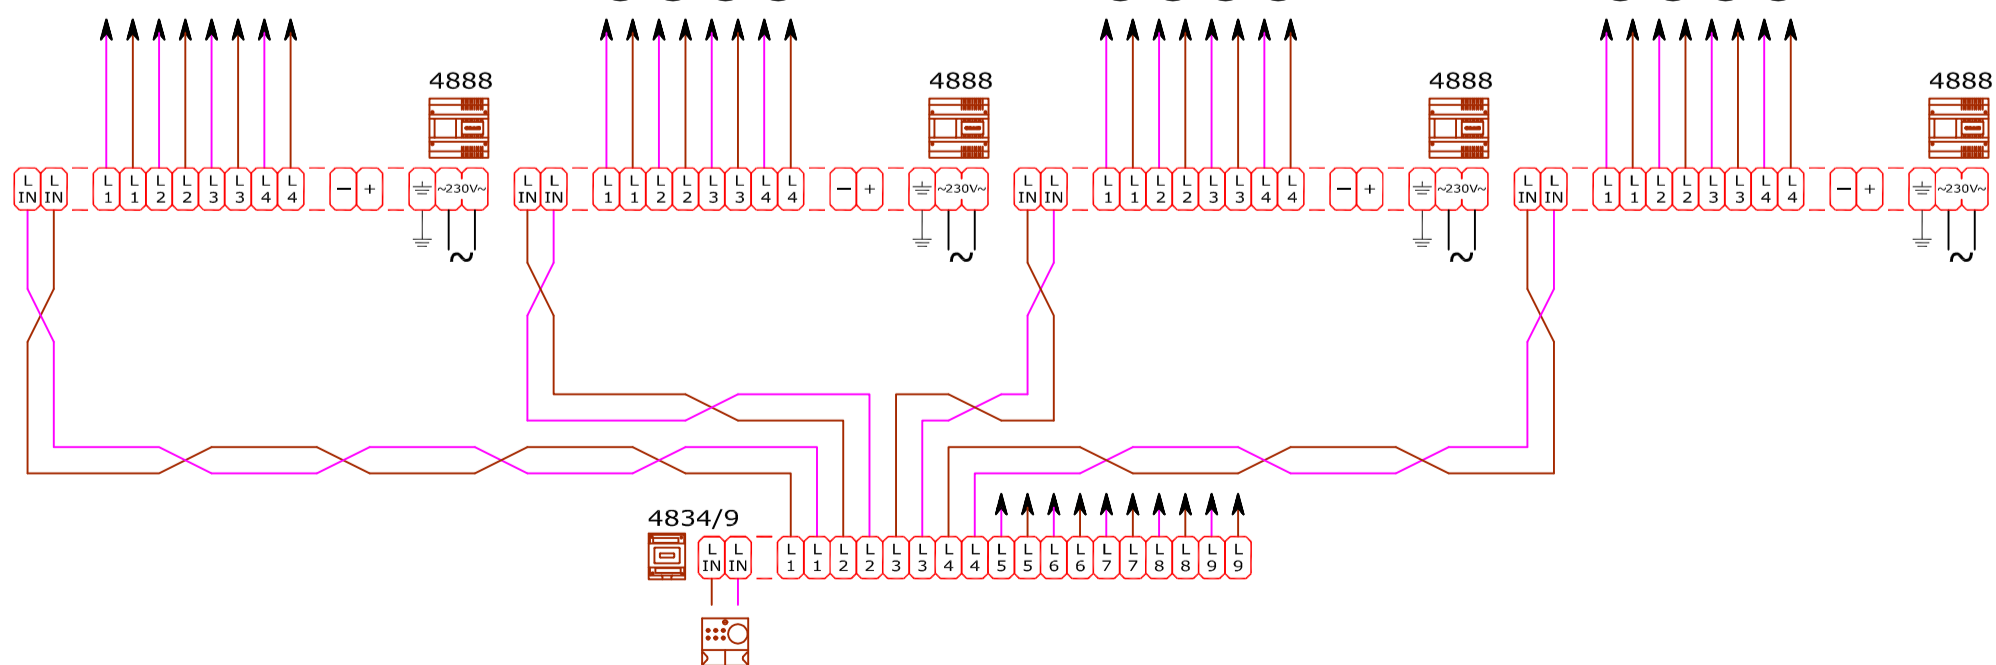 4888 4888 4888 4888
L L L L L L L L L L L L L L L L L L L L L L L L L L L L L L L L L L L L L L L L
IN IN 1 1 2 2 3 3 4 4 − + ~230V~ IN IN 1 1 2 2 3 3 4 4 − + ~230V~ IN IN 1 1 2 2 3 3 4 4 − + ~230V~ IN IN 1 1 2 2 3 3 4 4 − + ~230V~
~ ~ ~ ~
4834/9
L L L L L L L L L L L L L L L L L L L L
IN IN 1 1 2 2 3 3 4 4 5 5 6 6 7 7 8 8 9 9